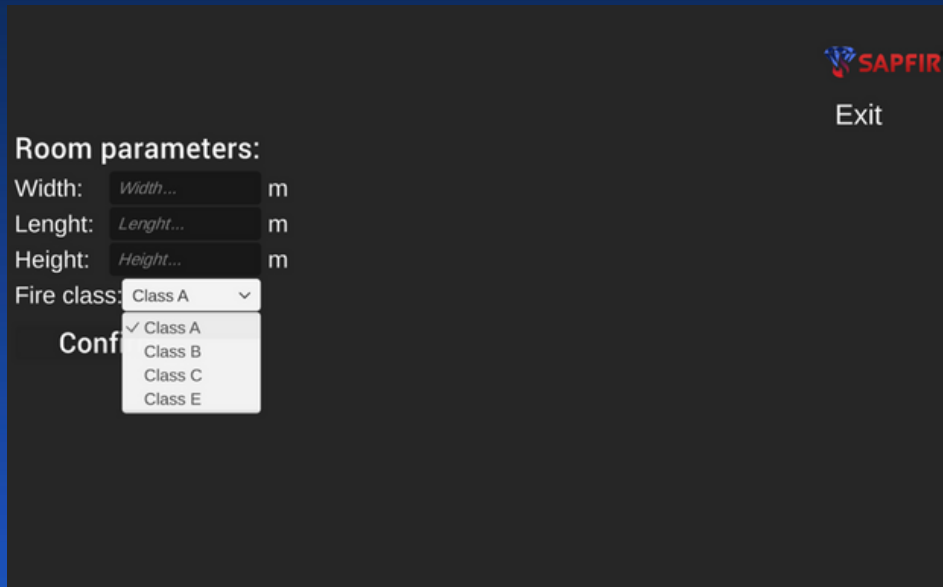 SAPFIR
Exit
Room parameters:
Width: Width... m
Lenght: Lenght... m
Height: Height... m
Fire class: Class A
Class A
Class B
Class C
Class E